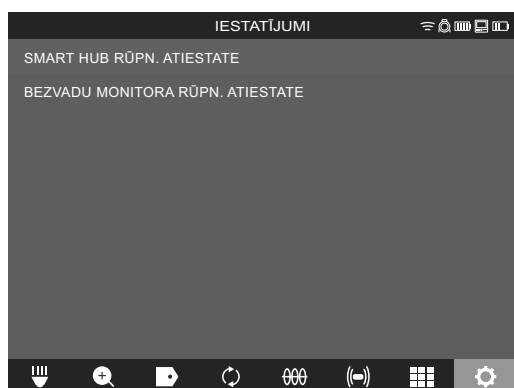 IESTATĪJUMI
SMART HUB RŪPN. ATIESTATE
BEZVADU MONITORA RŪPN. ATIESTATE